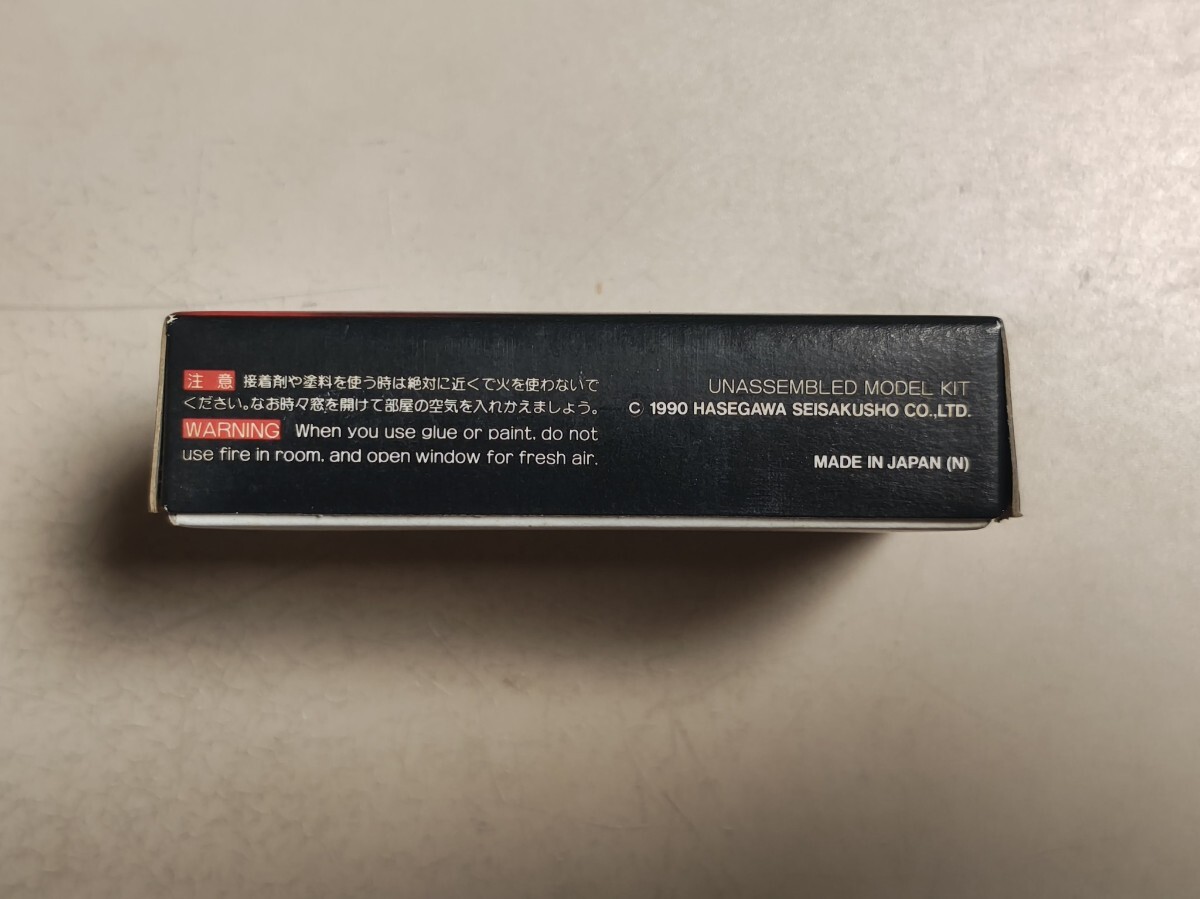 注意 接着剤や塗料を使う時は絶対に近くで火を使わないで
ください。なお時々窓を開けて部屋の空気を入れかえましょう。
WARNING When you use glue or paint, do not
use fire in room, and open window for fresh air.
UNASSEMBLED MODEL KIT
© 1990 HASEGAWA SEISAKUSHO CO.,LTD.
MADE IN JAPAN (N)